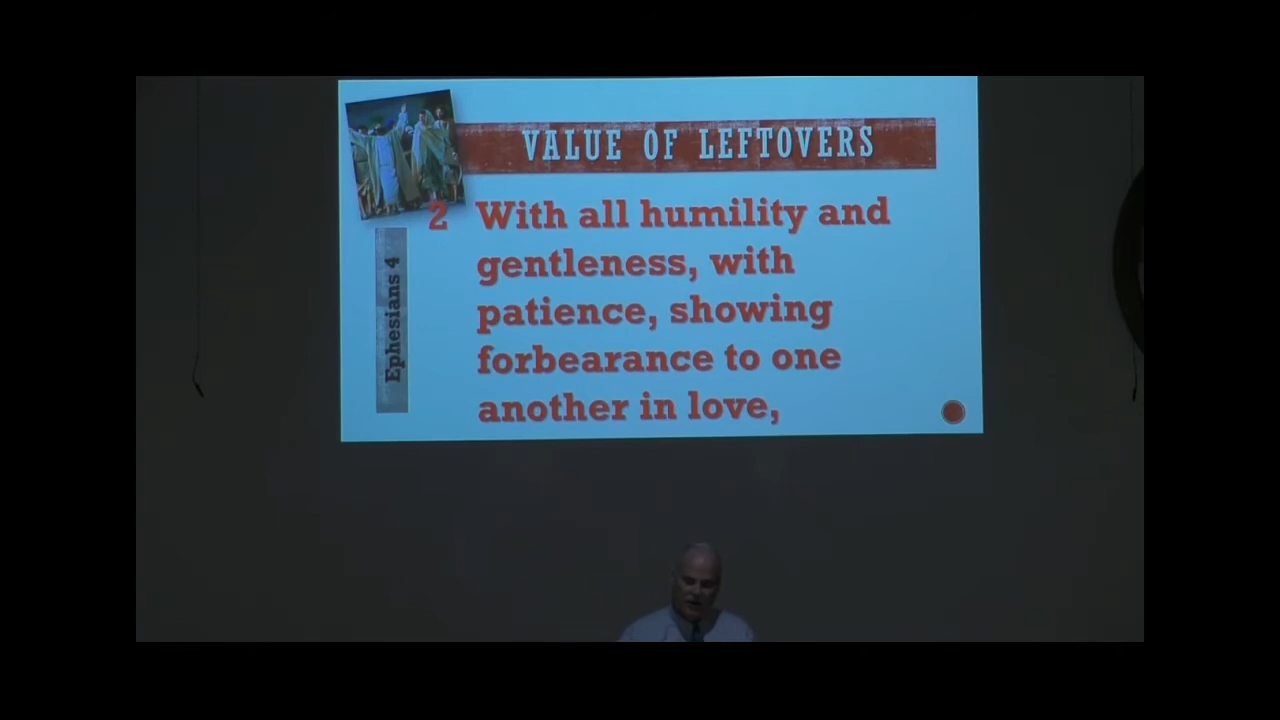 VALUE OF LEFTOVERS
2 With all humility and
gentleness, with
patience, showing
forbearance to one
another in love,
Ephesians 4